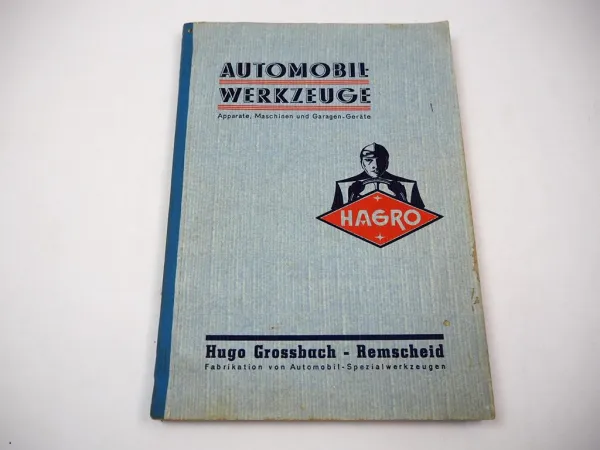 AUTOMOBIL-
WERKZEUGE
Apparate, Maschinen und Garagen-Geräte
HAGRO
Hugo Grossbach - Remscheid
Fabrikation von Automobil-Spezialwerkzeugen